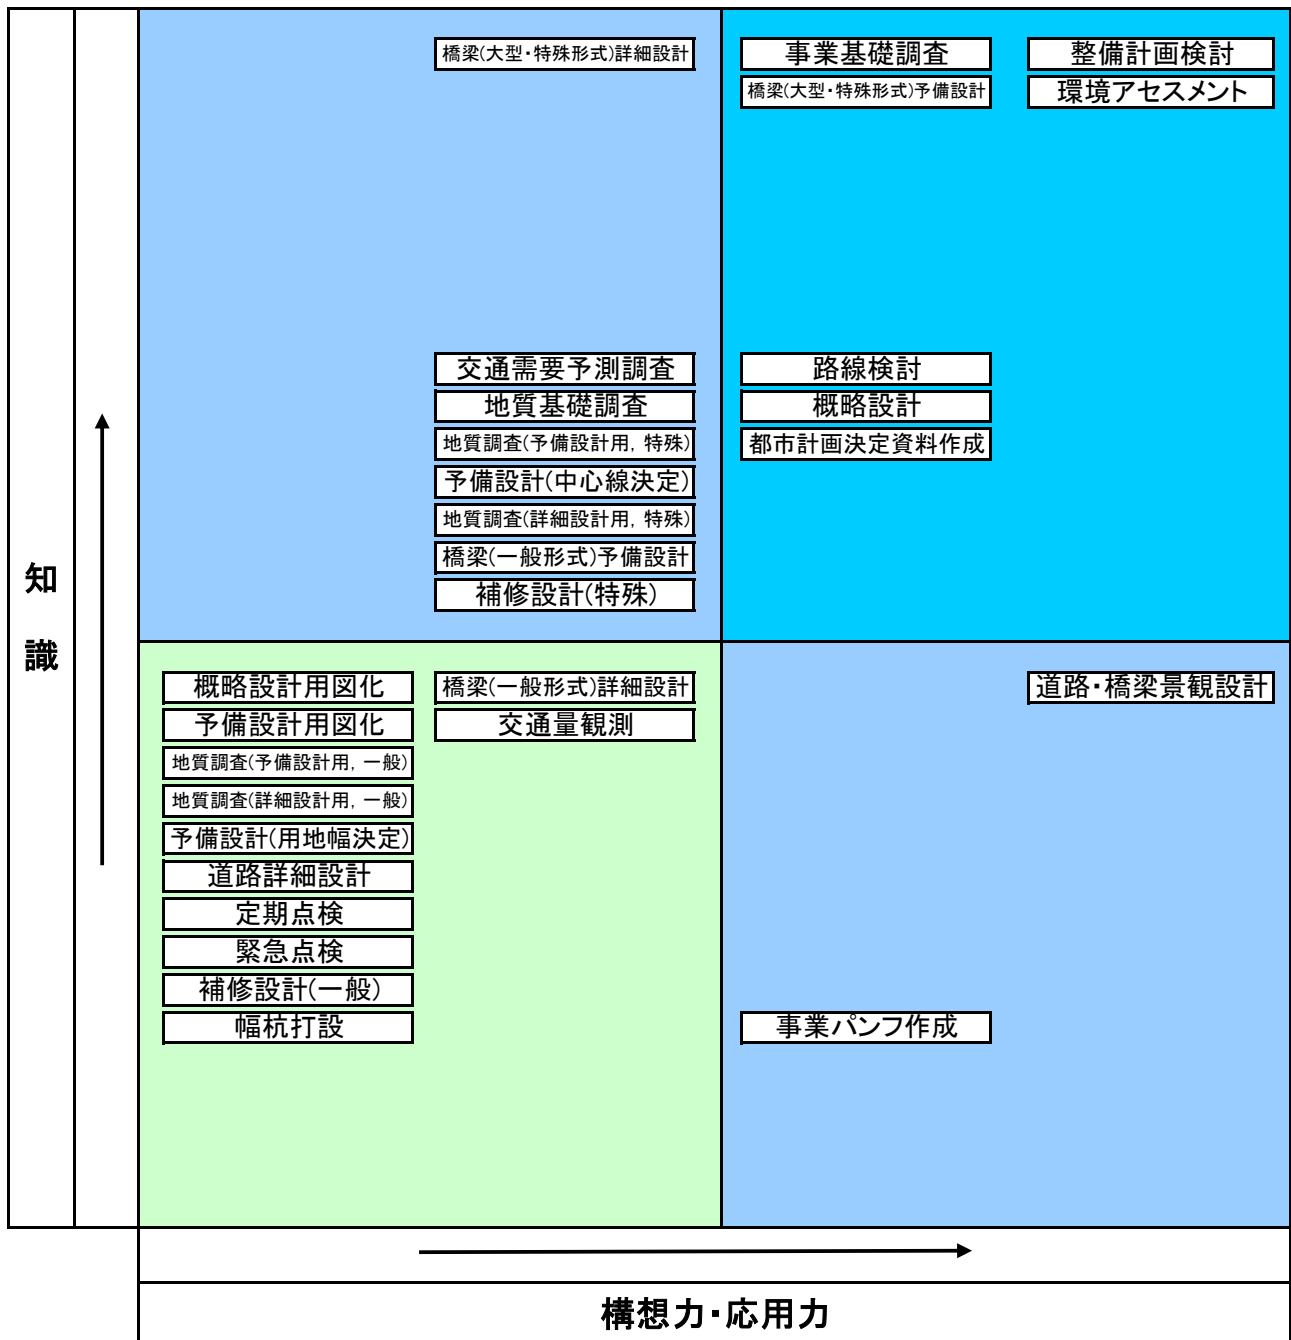 橋梁(大型・特殊形式)詳細設計
事業基礎調査
整備計画検討
橋梁(大型・特殊形式)予備設計
環境アセスメント
交通需要予測調査
路線検討
地質基礎調査
概略設計
地質調査(予備設計用,特殊)
都市計画決定資料作成
予備設計(中心線決定)
地質調査(詳細設計用,特殊)
橋梁(一般形式)予備設計
補修設計(特殊)
知
識
概略設計用図化
橋梁(一般形式)詳細設計
道路・橋梁景観設計
予備設計用図化
交通量観測
地質調査(予備設計用,一般)
地質調査(詳細設計用,一般)
予備設計(用地幅決定)
道路詳細設計
定期点検
緊急点検
補修設計(一般)
幅杭打設
事業パンフ作成
構想力・応用力